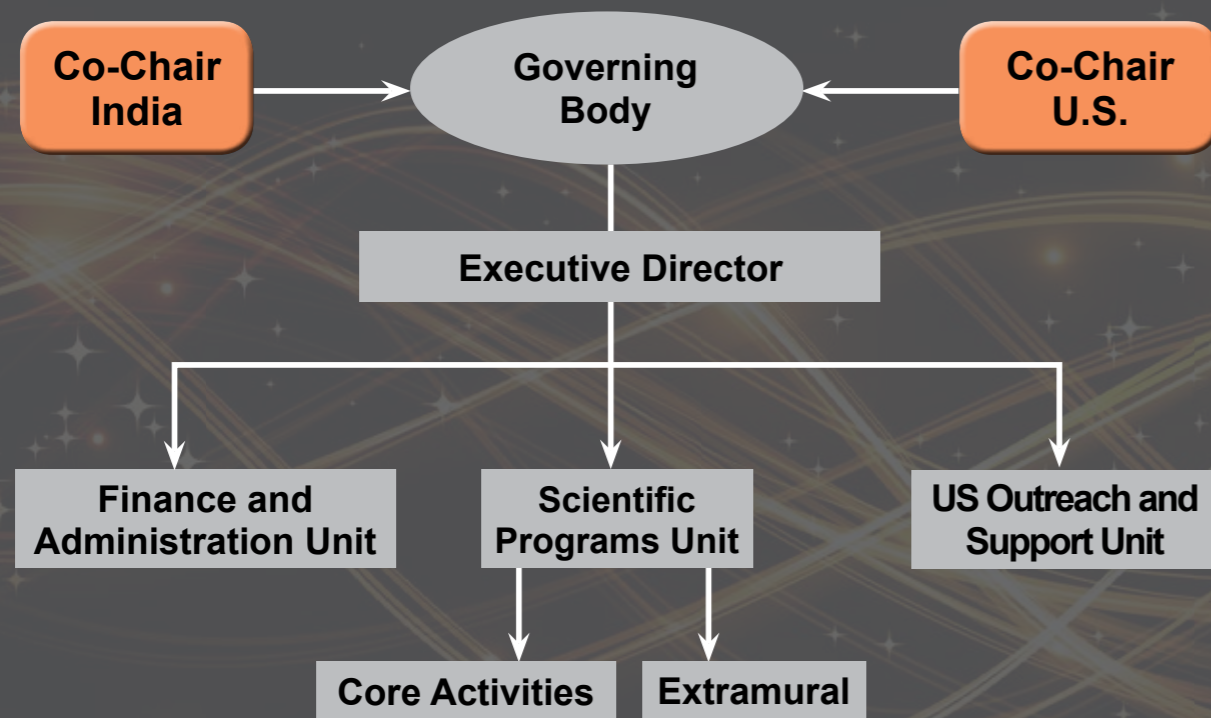 Co-Chair
India
Governing
Body
Co-Chair
U.S.
Executive Director
Finance and
Administration Unit
Scientific
Programs Unit
US Outreach and
Support Unit
Core Activities
Extramural